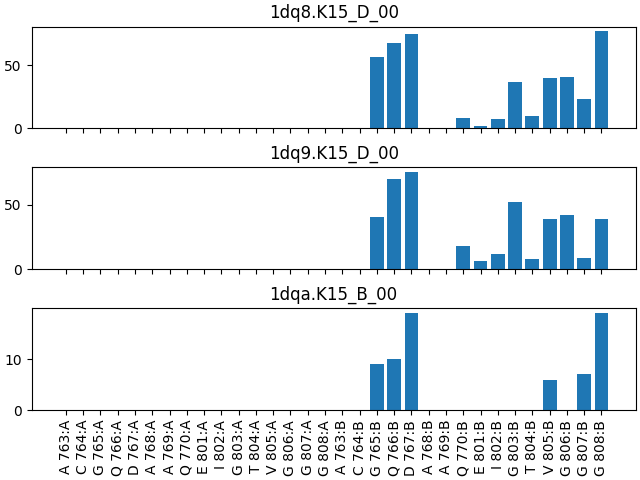 1dq8.K15_D_00
50
0
1dq9.K15_D_00
50
0
1dqa.K15_B_00
10
0
A 763:A
C 764:A
G 765:A
Q 766:A
D 767:A
A 768:A
A 769:A
Q 770:A
E 801:A
I 802:A
G 803:A
T 804:A
V 805:A
G 806:A
G 807:A
G 808:A
A 763:B
C 764:B
G 765:B
Q 766:B
D 767:B
A 768:B
A 769:B
Q 770:B
E 801:B
I 802:B
G 803:B
T 804:B
V 805:B
G 806:B
G 807:B
G 808:B